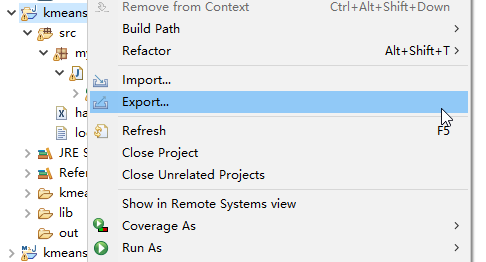 kmeans
Remove from Context Ctrl+Alt+Shift+Down
src
Build Path
my
Refactor Alt+Shift+T
J
Import...
Export...
ha
lo
Refresh F5
JRE S
Close Project
Refer
Close Unrelated Projects
kmea
lib
Show in Remote Systems view
out
Coverage As
kmeans
Run As